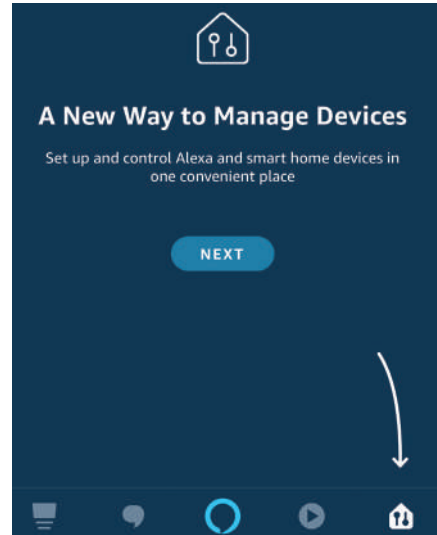 A New Way to Manage Devices
Set up and control Alexa and smart home devices in
one convenient place
NEXT